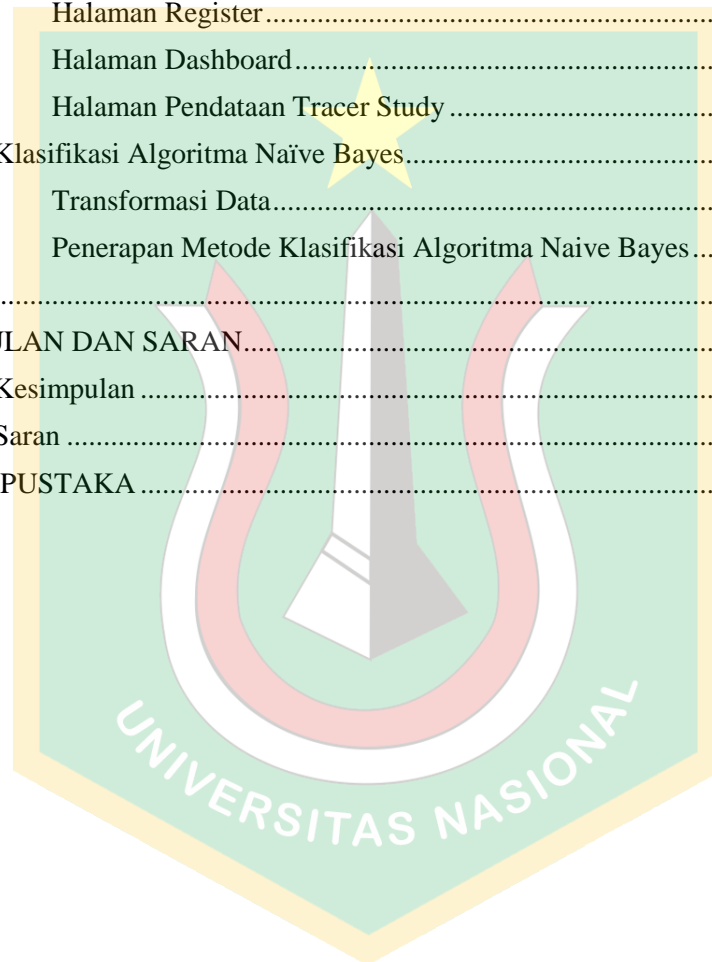 Halaman Register....................................................................
Halaman Dashboard................................................................
Halaman Pendataan Tracer Study.......................................
Klasifikasi Algoritma Naïve Bayes............................................
Transformasi Data...................................................................
Penerapan Metode Klasifikasi Algoritma Naive Bayes...
....................................................................................................
DAN SARAN.................................................................
Kesimpulan.................................................................................
Saran...........................................................................................
PUSTAKA.................................................................................
UNIVERSITAS NASIONAL